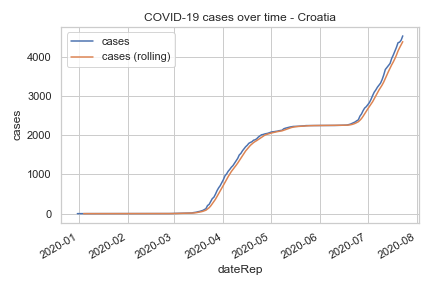 COVID-19 cases over time - Croatia
cases
cases (rolling)
4000
3000
2000
1000
0
cases
2020-01
2020-02
2020-03
2020-04
2020-05
2020-06
2020-07
2020-08
dateRep